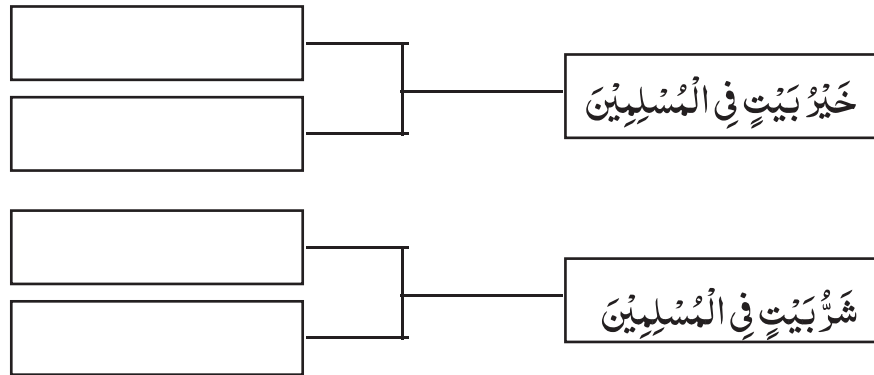 خَيْرُ بَيْتٍ فِى الْمُسْلِمِيْنَ
شَرُّ بَيْتٍ فِى الْمُسْلِمِيْنَ